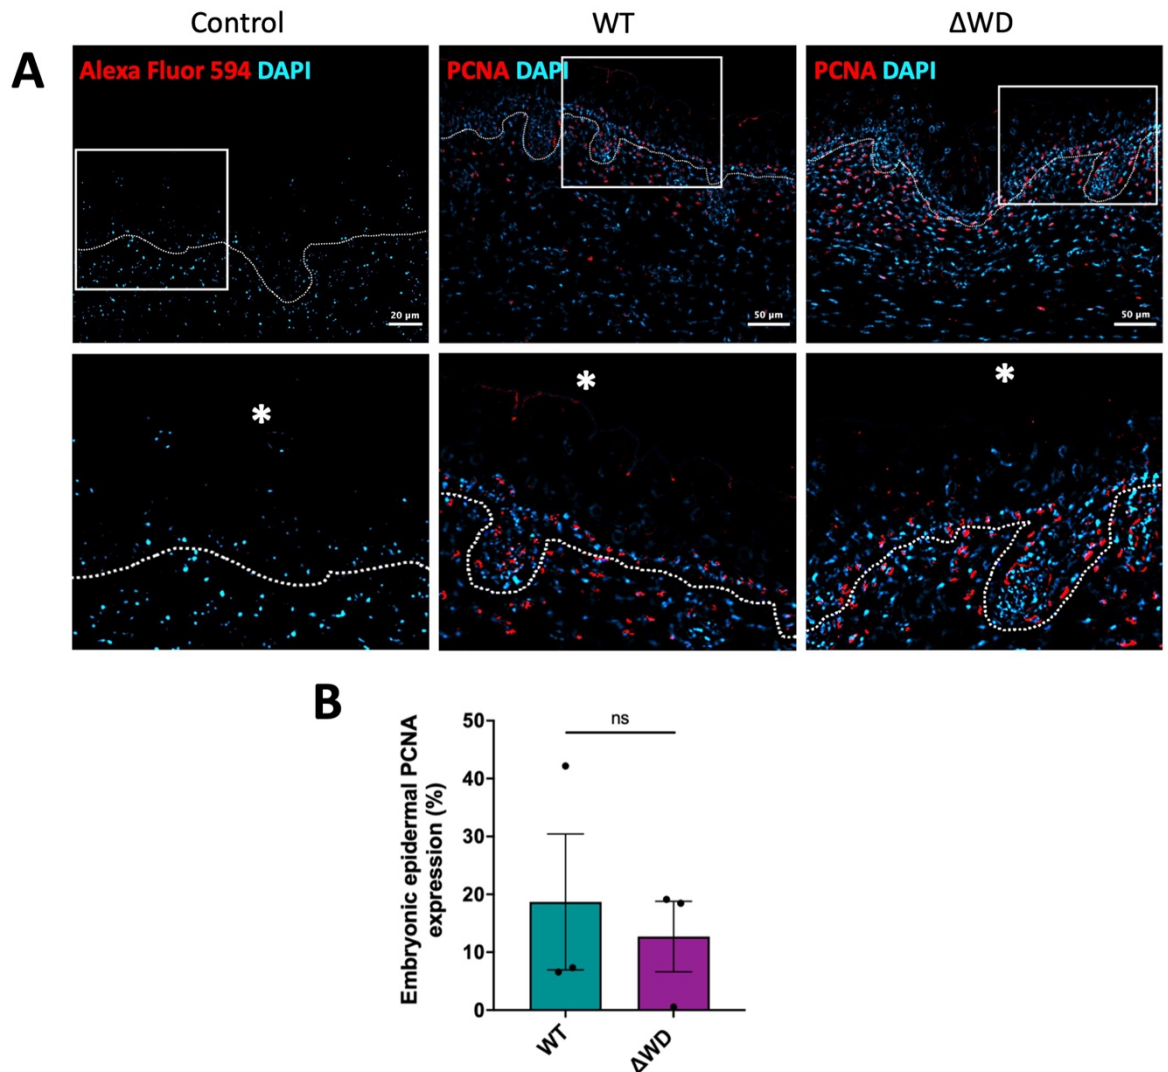 Control WT ΔWD
A
Alexa Fluor 594 DAPI
PCNA DAPI
PCNA DAPI
20 µm
50 µm
50 µm
*
*
*
B
Embryonic epidermal PCNA
expression (%)
50
40
30
20
10
0
ns
WT
ΔWD